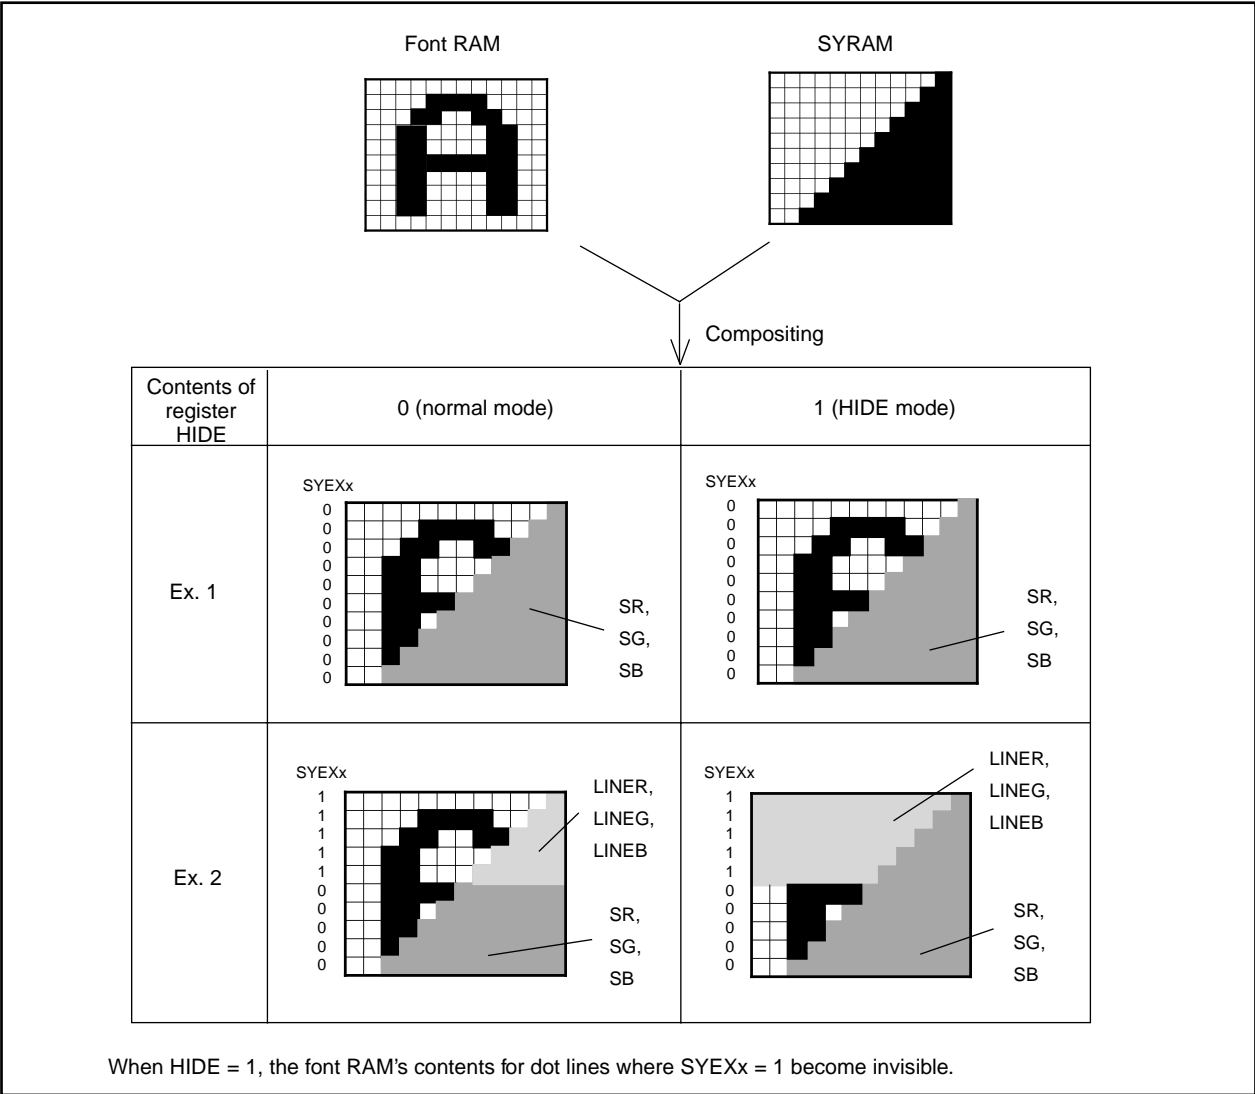 Font RAM
SYRAM
Compositing
Contents of
register
HIDE
0 (normal mode)
1 (HIDE mode)
Ex. 1
SYEXx
0
0
0
0
0
0
0
0
0
0
SR,
SG,
SB
SYEXx
0
0
0
0
0
0
0
0
0
0
SR,
SG,
SB
Ex. 2
SYEXx
1
1
1
1
1
0
0
0
0
0
LINER,
LINEG,
LINEB
SR,
SG,
SB
SYEXx
1
1
1
1
1
0
0
0
0
0
LINER,
LINEG,
LINEB
SR,
SG,
SB
When HIDE = 1, the font RAM’s contents for dot lines where SYEXx = 1 become invisible.